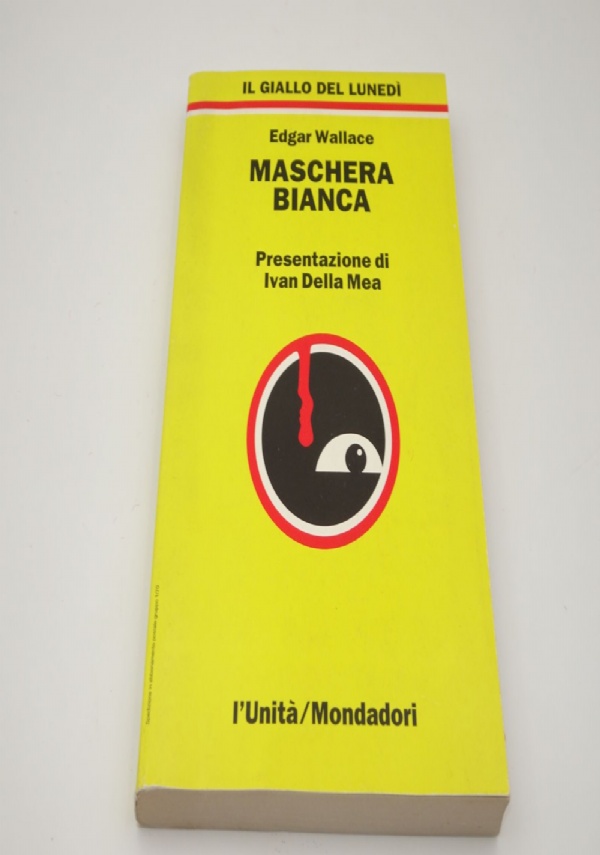 IL GIALLO DEL LUNEDÌ
Edgar Wallace
MASCHERA
BIANCA
Presentazione di
Ivan Della Mea
l'Unità/Mondadori